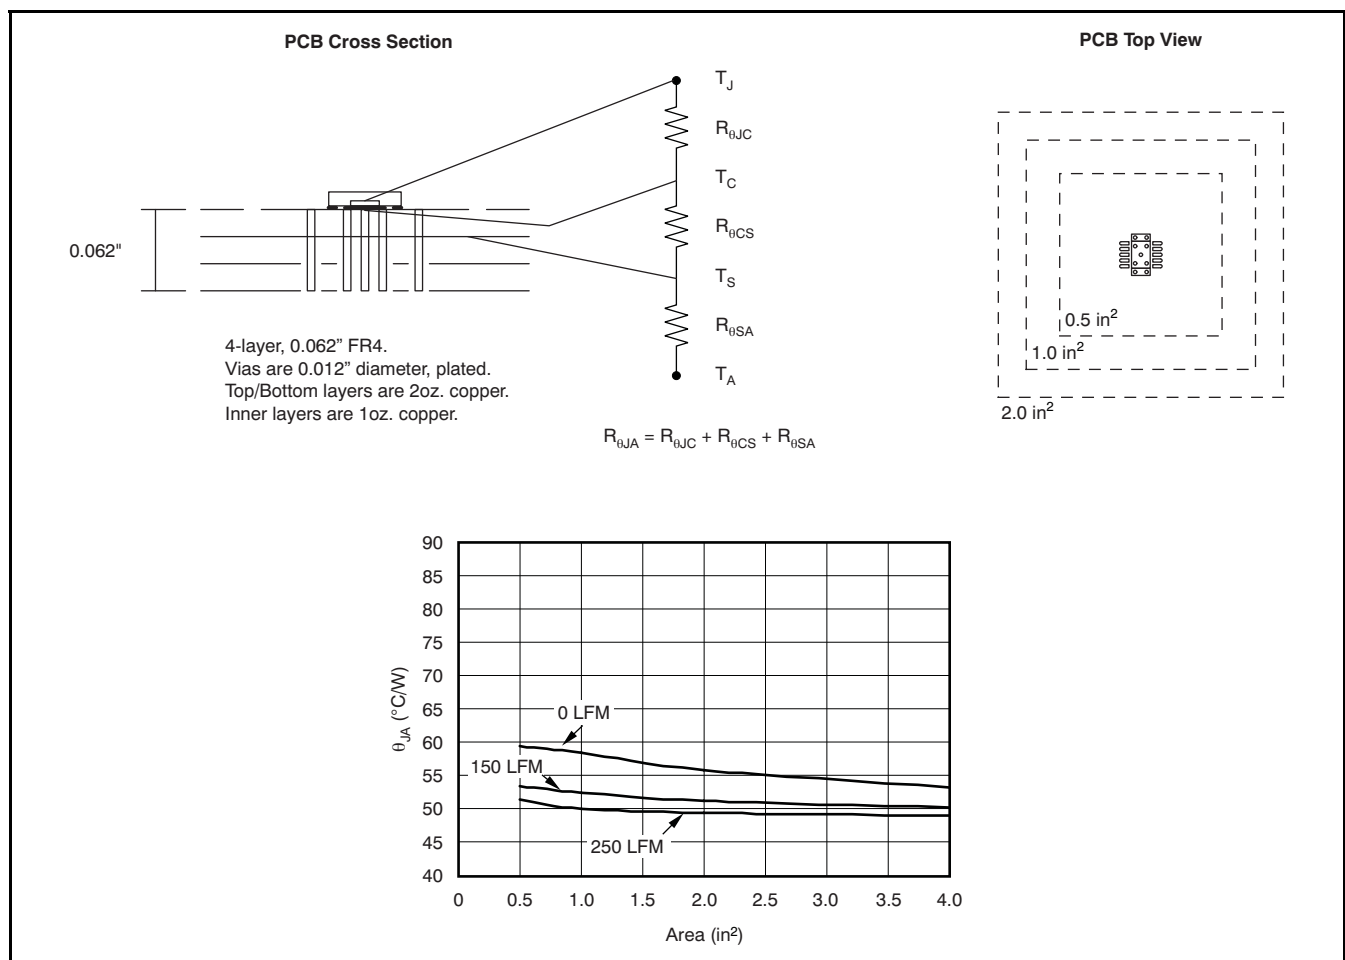 PCB Cross Section
PCB Top View
T_J
R_θJC
T_C
R_θCS
T_S
R_θSA
T_A
0.062"
4-layer, 0.062” FR4.
Vias are 0.012” diameter, plated.
Top/Bottom layers are 2oz. copper.
Inner layers are 1oz. copper.
R_θJA = R_θJC + R_θCS + R_θSA
0.5 in²
1.0 in²
2.0 in²
90
85
80
75
70
65
60
55
50
45
40
θ_JA (°C/W)
0 LFM
150 LFM
250 LFM
0 0.5 1.0 1.5 2.0 2.5 3.0 3.5 4.0
Area (in²)